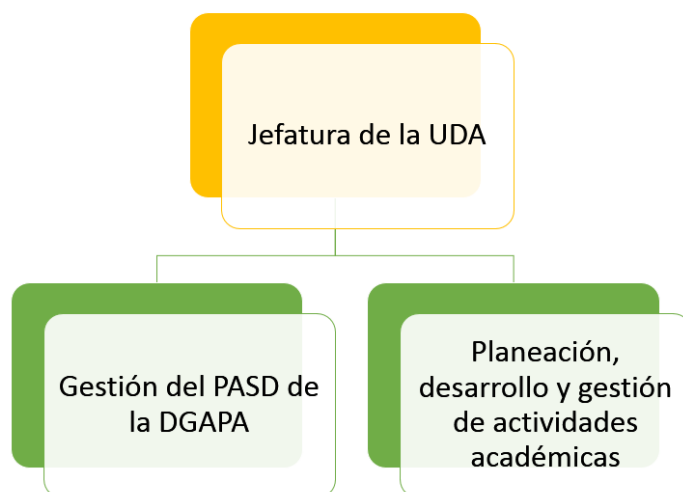 Jefatura de la UDA
Gestión del PASD de
la DGAPA
Planeación,
desarrollo y gestión
de actividades
académicas